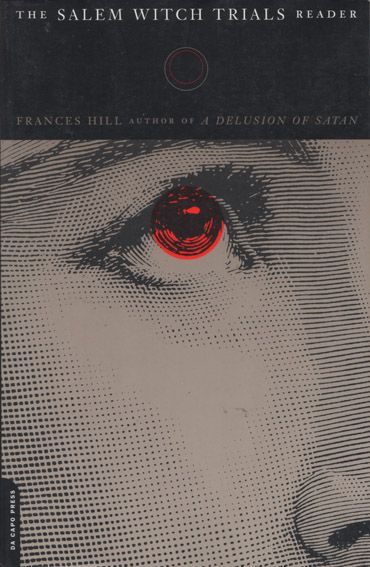 THE SALEM WITCH TRIALS READER
FRANCES HILL AUTHOR OF A DELUSION OF SATAN
DA CAPO PRESS